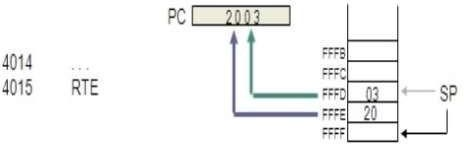 PC 2003
4014 ...
4015 RTE
FFFB
FFFC
FFFD 03 SP
FFFE 20
FFFF